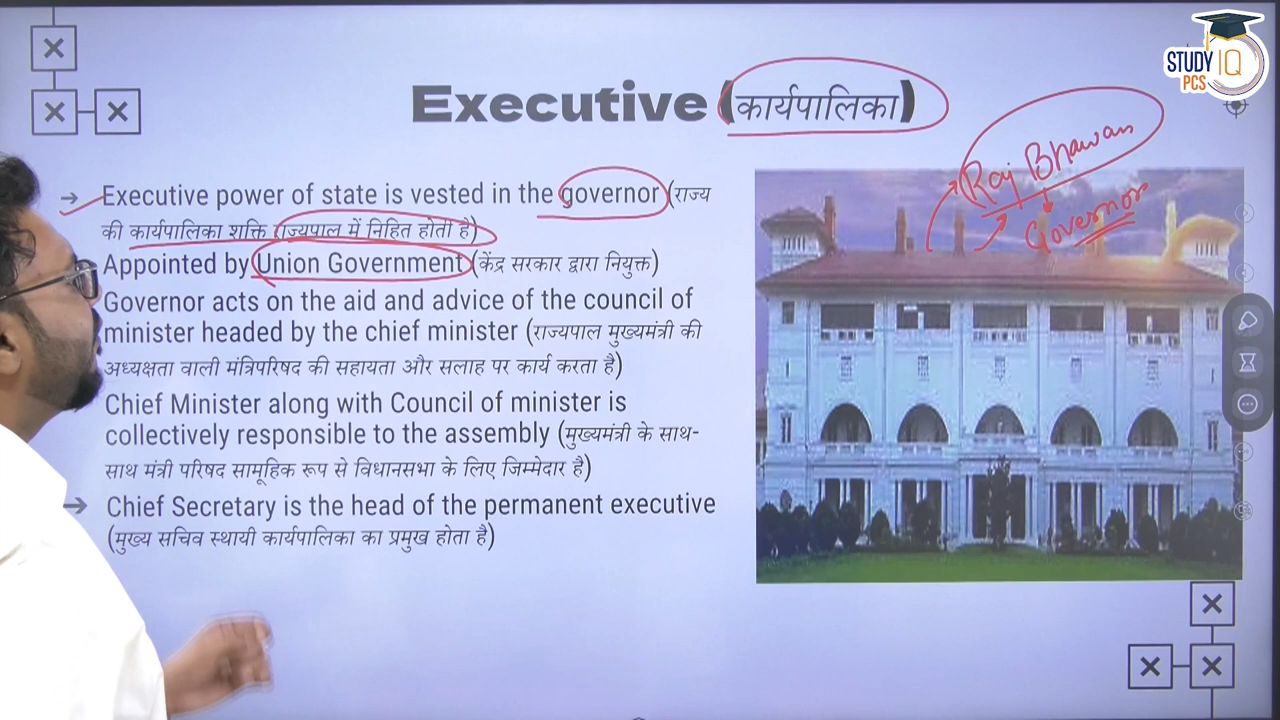 STUDY IQ
PCS
Executive (कार्यपालिका)
Raj Bhawan
Governor
Executive power of state is vested in the governor (राज्य
की कार्यपालिका शक्ति राज्यपाल में निहित होती है)
Appointed by Union Government (केंद्र सरकार द्वारा नियुक्त)
Governor acts on the aid and advice of the council of
minister headed by the chief minister (राज्यपाल मुख्यमंत्री की
अध्यक्षता वाली मंत्रिपरिषद की सहायता और सलाह पर कार्य करता है)
Chief Minister along with Council of minister is
collectively responsible to the assembly (मुख्यमंत्री के साथ-
साथ मंत्री परिषद सामूहिक रूप से विधानसभा के लिए जिम्मेदार है)
Chief Secretary is the head of the permanent executive
(मुख्य सचिव स्थायी कार्यपालिका का प्रमुख होता है)